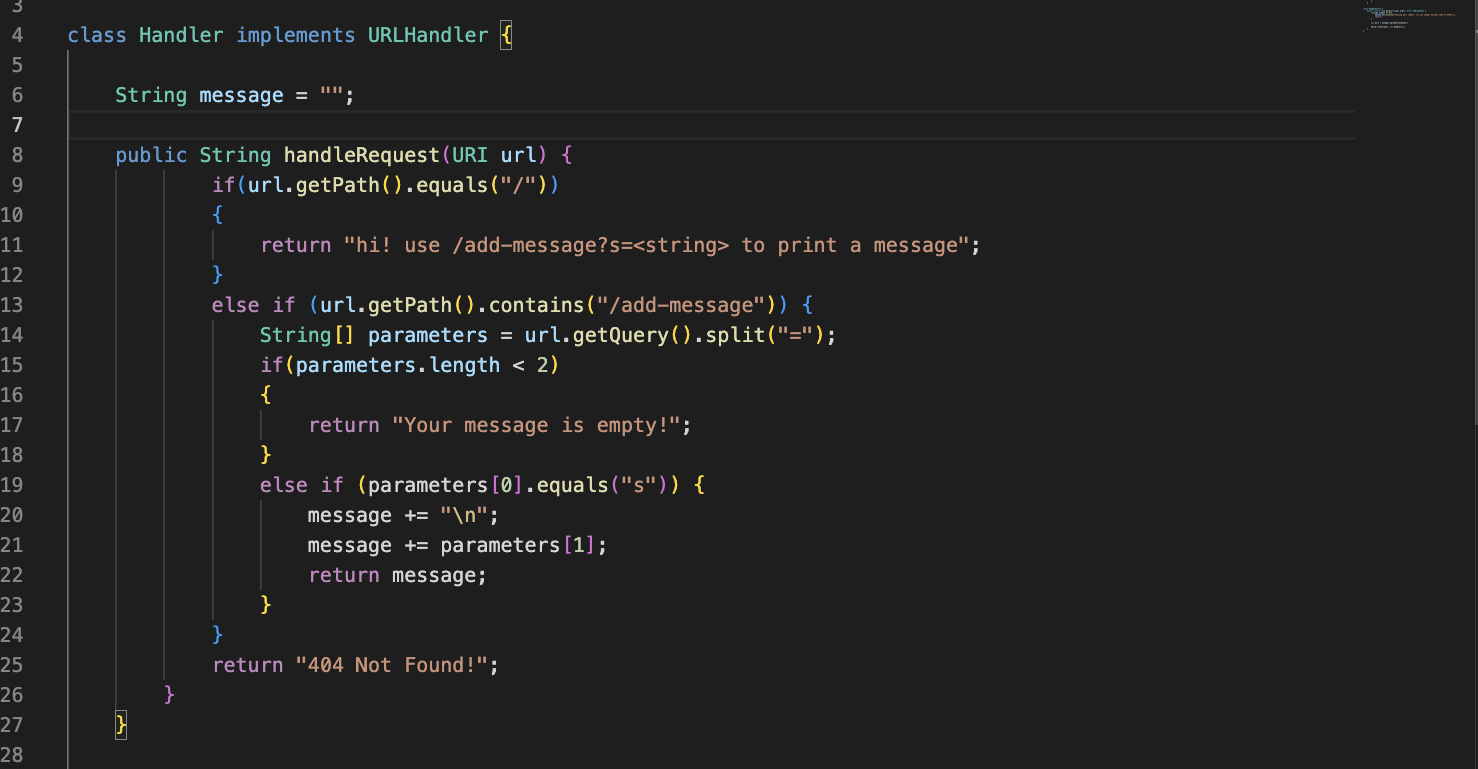 3
4 class Handler implements URLHandler {
5
6 String message = "";
7
8 public String handleRequest(URI url) {
9 if(url.getPath().equals("/"))
10 {
11 return "hi! use /add-message?s=<string> to print a message";
12 }
13 else if (url.getPath().contains("/add-message")) {
14 String[] parameters = url.getQuery().split("=");
15 if(parameters.length < 2)
16 {
17 return "Your message is empty!";
18 }
19 else if (parameters[0].equals("s")) {
20 message += "\n";
21 message += parameters[1];
22 return message;
23 }
24 }
25 return "404 Not Found!";
26 }
27 }
28